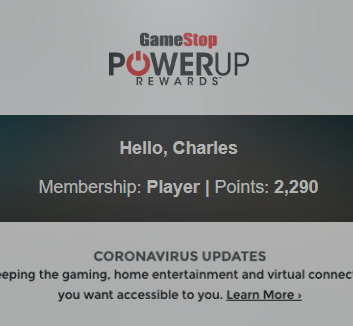 GameStop
POWERUP
REWARDS
Hello, Charles
Membership: Player | Points: 2,290
CORONAVIRUS UPDATES
eeping the gaming, home entertainment and virtual connec
you want accessible to you. Learn More ›